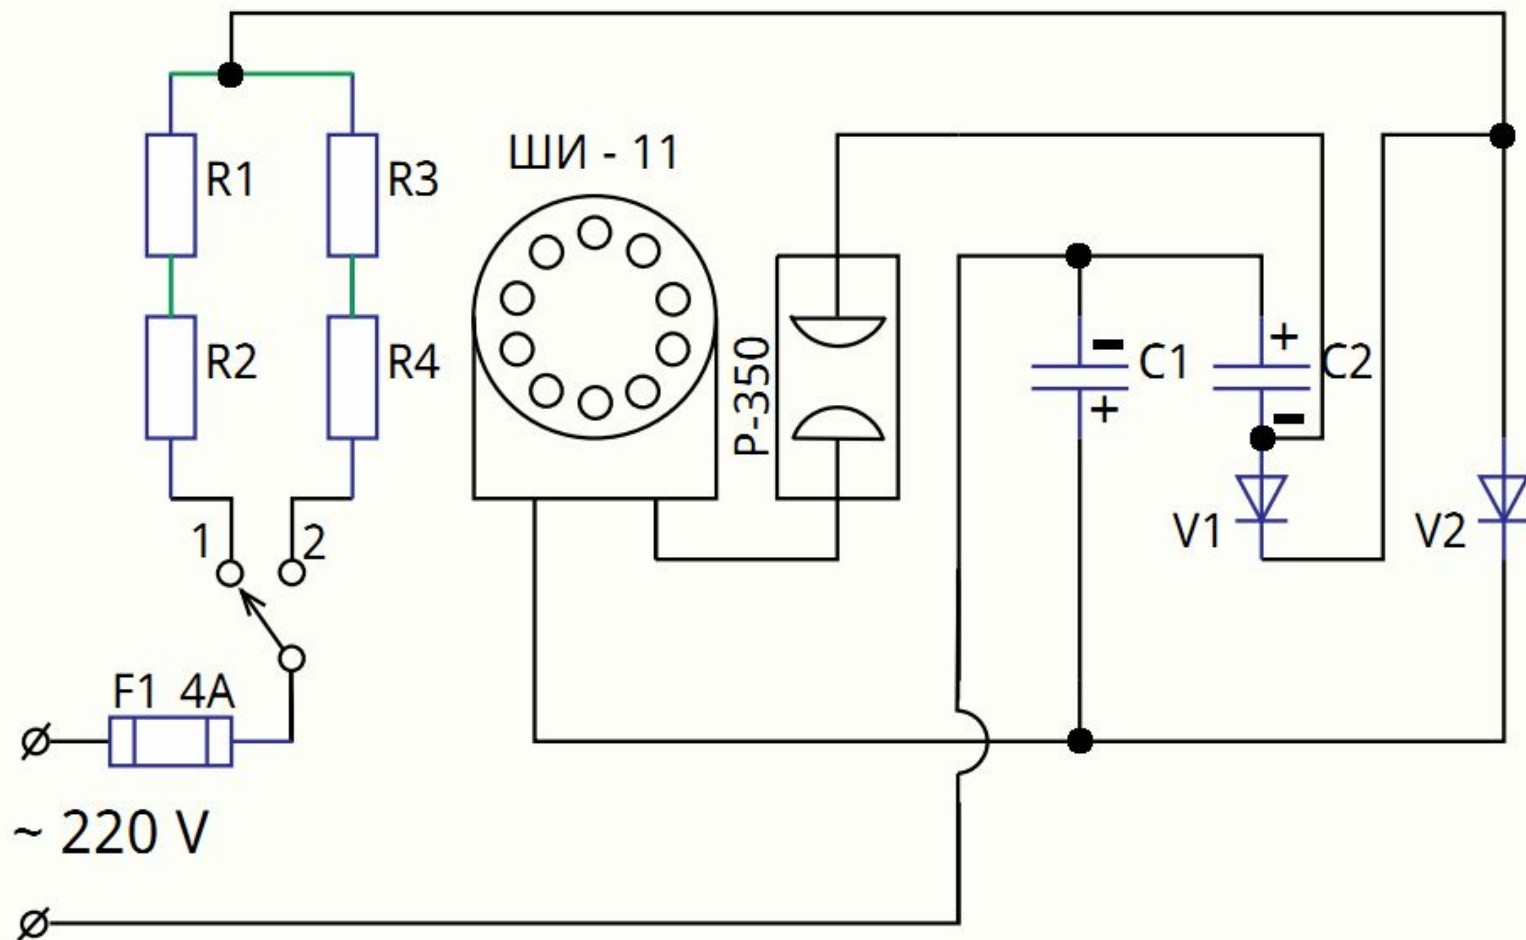 ШИ - 11
R1
R3
R2
R4
P-350
-
+
C1
+
-
C2
1
2
V1
V2
F1 4A
~ 220 V